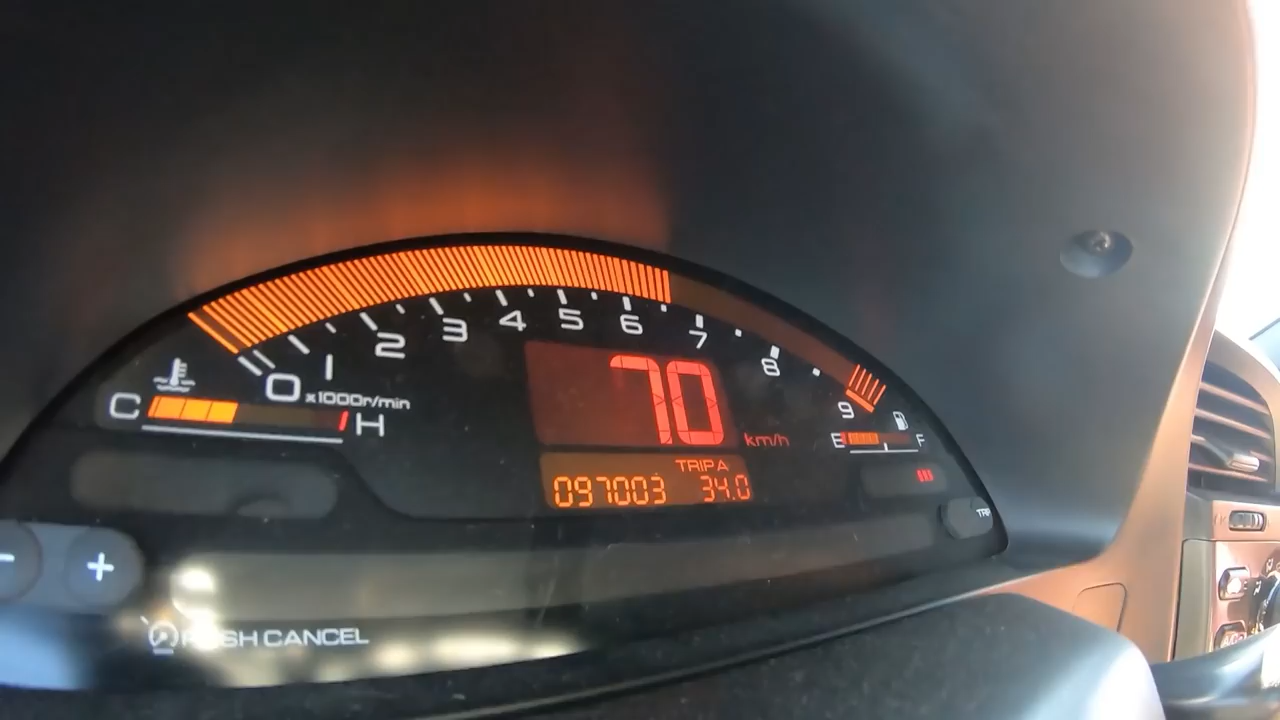 0 1 2 3 4 5 6 7 8 9
x1000r/min
C H
70
km/h
E F
TRIP A
097003 34.0
TRIP
- +
PUSH CANCEL